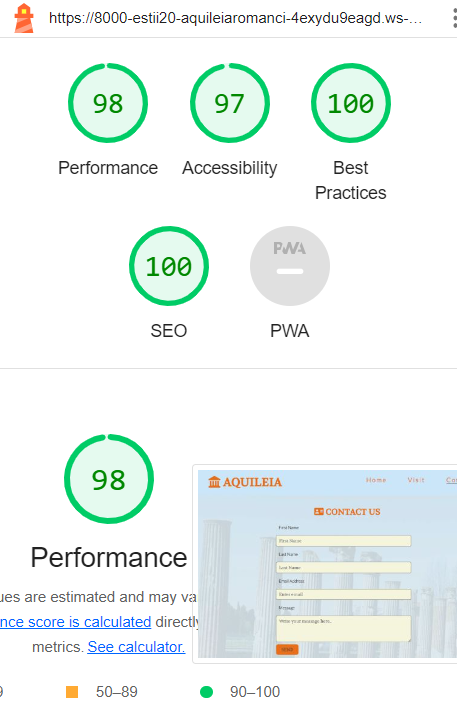 https://8000-estii20-aquileiaromanci-4exydu9eagd.ws-...
98 97 100
Performance Accessibility Best Practices
100 PWA
SEO PWA
98
AQUILEIA Home Visit
CONTACT US
First Name
First Name
Last Name
Last Name
Email Address
Enter e-mail
Message
Write your message here...
Performance
ues are estimated and may va
nce score is calculated directly
metrics. See calculator.
9 50–89 90–100